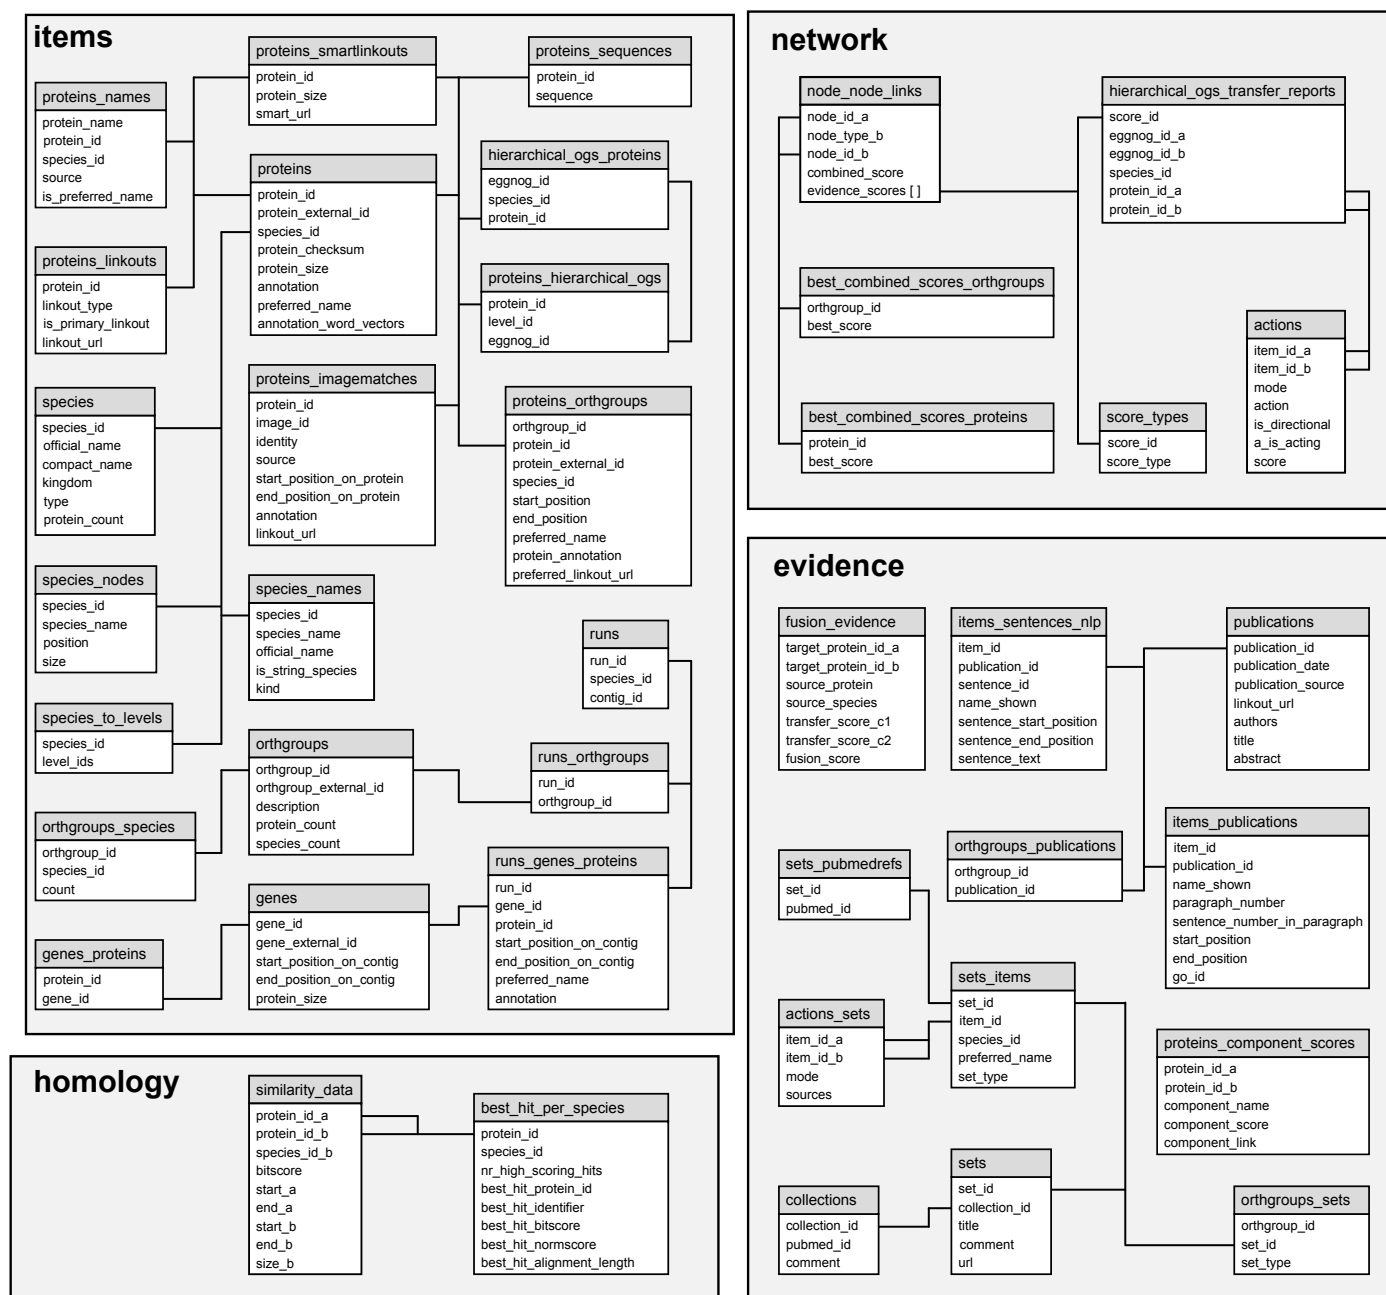 items
proteins_names
protein_name
protein_id
species_id
source
is_preferred_name
proteins_linkouts
protein_id
linkout_type
is_primary_linkout
linkout_url
species
species_id
official_name
compact_name
kingdom
type
protein_count
species_nodes
species_id
species_name
position
size
species_to_levels
species_id
level_ids
orthgroups_species
orthgroup_id
species_id
count
genes_proteins
protein_id
gene_id
proteins_smartlinkouts
protein_id
protein_size
smart_url
proteins
protein_id
protein_external_id
species_id
protein_checksum
protein_size
annotation
preferred_name
annotation_word_vectors
proteins_imagematches
protein_id
image_id
identity
source
start_position_on_protein
end_position_on_protein
annotation
linkout_url
species_names
species_id
species_name
official_name
is_string_species
kind
orthgroups
orthgroup_id
orthgroup_external_id
description
protein_count
species_count
genes
gene_id
gene_external_id
start_position_on_contig
end_position_on_contig
protein_size
proteins_sequences
protein_id
sequence
hierarchical_ogs_proteins
eggnog_id
species_id
protein_id
proteins_hierarchical_ogs
protein_id
level_id
eggnog_id
proteins_orthgroups
orthgroup_id
protein_id
protein_external_id
species_id
start_position
end_position
preferred_name
protein_annotation
preferred_linkout_url
runs
run_id
species_id
contig_id
runs_orthgroups
run_id
orthgroup_id
runs_genes_proteins
run_id
gene_id
protein_id
start_position_on_contig
end_position_on_contig
preferred_name
annotation
homology
similarity_data
protein_id_a
protein_id_b
species_id_b
bitscore
start_a
end_a
start_b
end_b
size_b
best_hit_per_species
protein_id
species_id
nr_high_scoring_hits
best_hit_protein_id
best_hit_identifier
best_hit_bitscore
best_hit_normscore
best_hit_alignment_length
network
node_node_links
node_id_a
node_type_b
node_id_b
combined_score
evidence_scores [ ]
best_combined_scores_orthgroups
orthgroup_id
best_score
best_combined_scores_proteins
protein_id
best_score
hierarchical_ogs_transfer_reports
score_id
eggnog_id_a
eggnog_id_b
species_id
protein_id_a
protein_id_b
score_types
score_id
score_type
actions
item_id_a
item_id_b
mode
action
is_directional
a_is_acting
score
evidence
fusion_evidence
target_protein_id_a
target_protein_id_b
source_protein
source_species
transfer_score_c1
transfer_score_c2
fusion_score
items_sentences_nlp
item_id
publication_id
sentence_id
name_shown
sentence_start_position
sentence_end_position
sentence_text
publications
publication_id
publication_date
publication_source
linkout_url
authors
title
abstract
sets_pubmedrefs
set_id
pubmed_id
orthgroups_publications
orthgroup_id
publication_id
items_publications
item_id
publication_id
name_shown
paragraph_number
sentence_number_in_paragraph
start_position
end_position
go_id
actions_sets
item_id_a
item_id_b
mode
sources
sets_items
set_id
item_id
species_id
preferred_name
set_type
proteins_component_scores
protein_id_a
protein_id_b
component_name
component_score
component_link
collections
collection_id
pubmed_id
comment
sets
set_id
collection_id
title
comment
url
orthgroups_sets
orthgroup_id
set_id
set_type